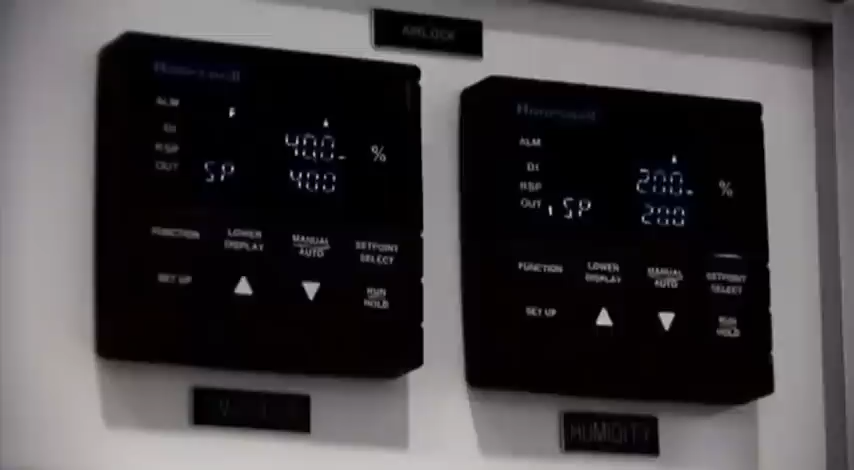 AIRLOCK
Honeywell
ALM
F
DI
RSP
OUT
SP
40.0
%
400
FUNCTION
LOWER DISPLAY
MANUAL AUTO
SETPOINT SELECT
SET UP
RUN HOLD
Honeywell
ALM
DI
RSP
OUT
SP
20.0
%
20.0
FUNCTION
LOWER DISPLAY
MANUAL AUTO
SETPOINT SELECT
SET UP
RUN HOLD
HUMIDITY